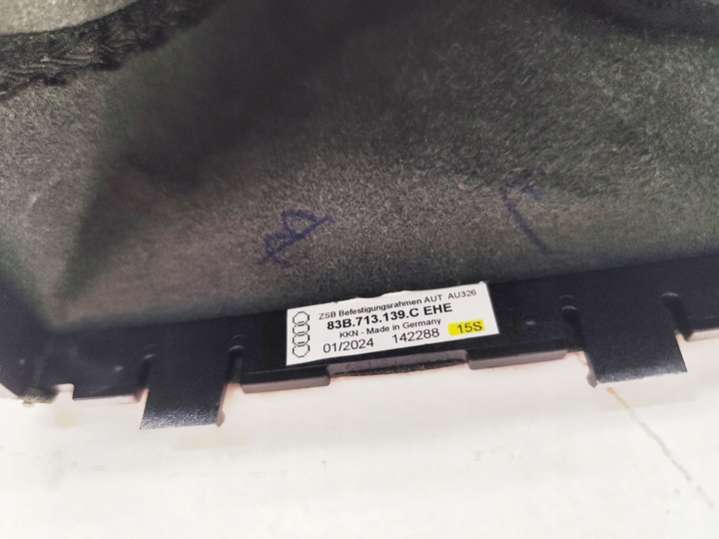 ZSB Befestigungsrahmen AUT AU326
83B.713.139.C EHE
KKN - Made in Germany
01/2024 142288 15S